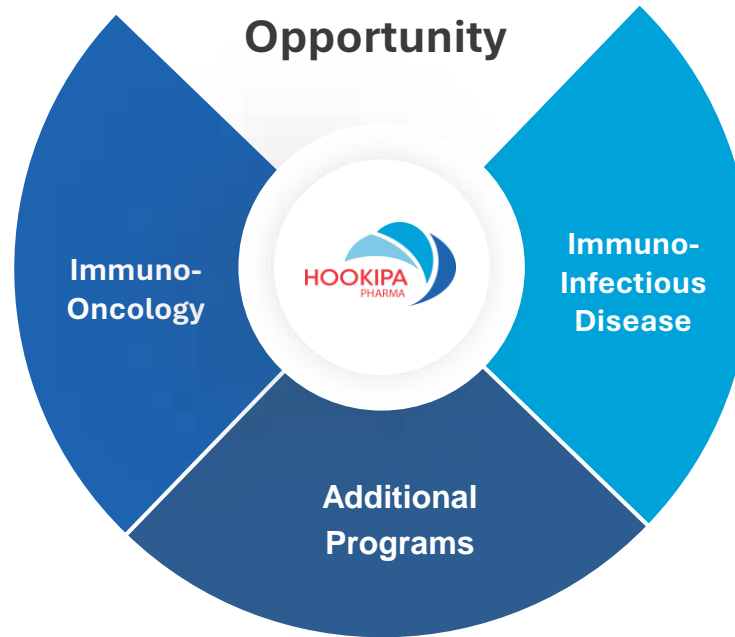 Opportunity
Immuno-
Oncology
HOOKIPA
PHARMA
Immuno-
Infectious
Disease
Additional
Programs